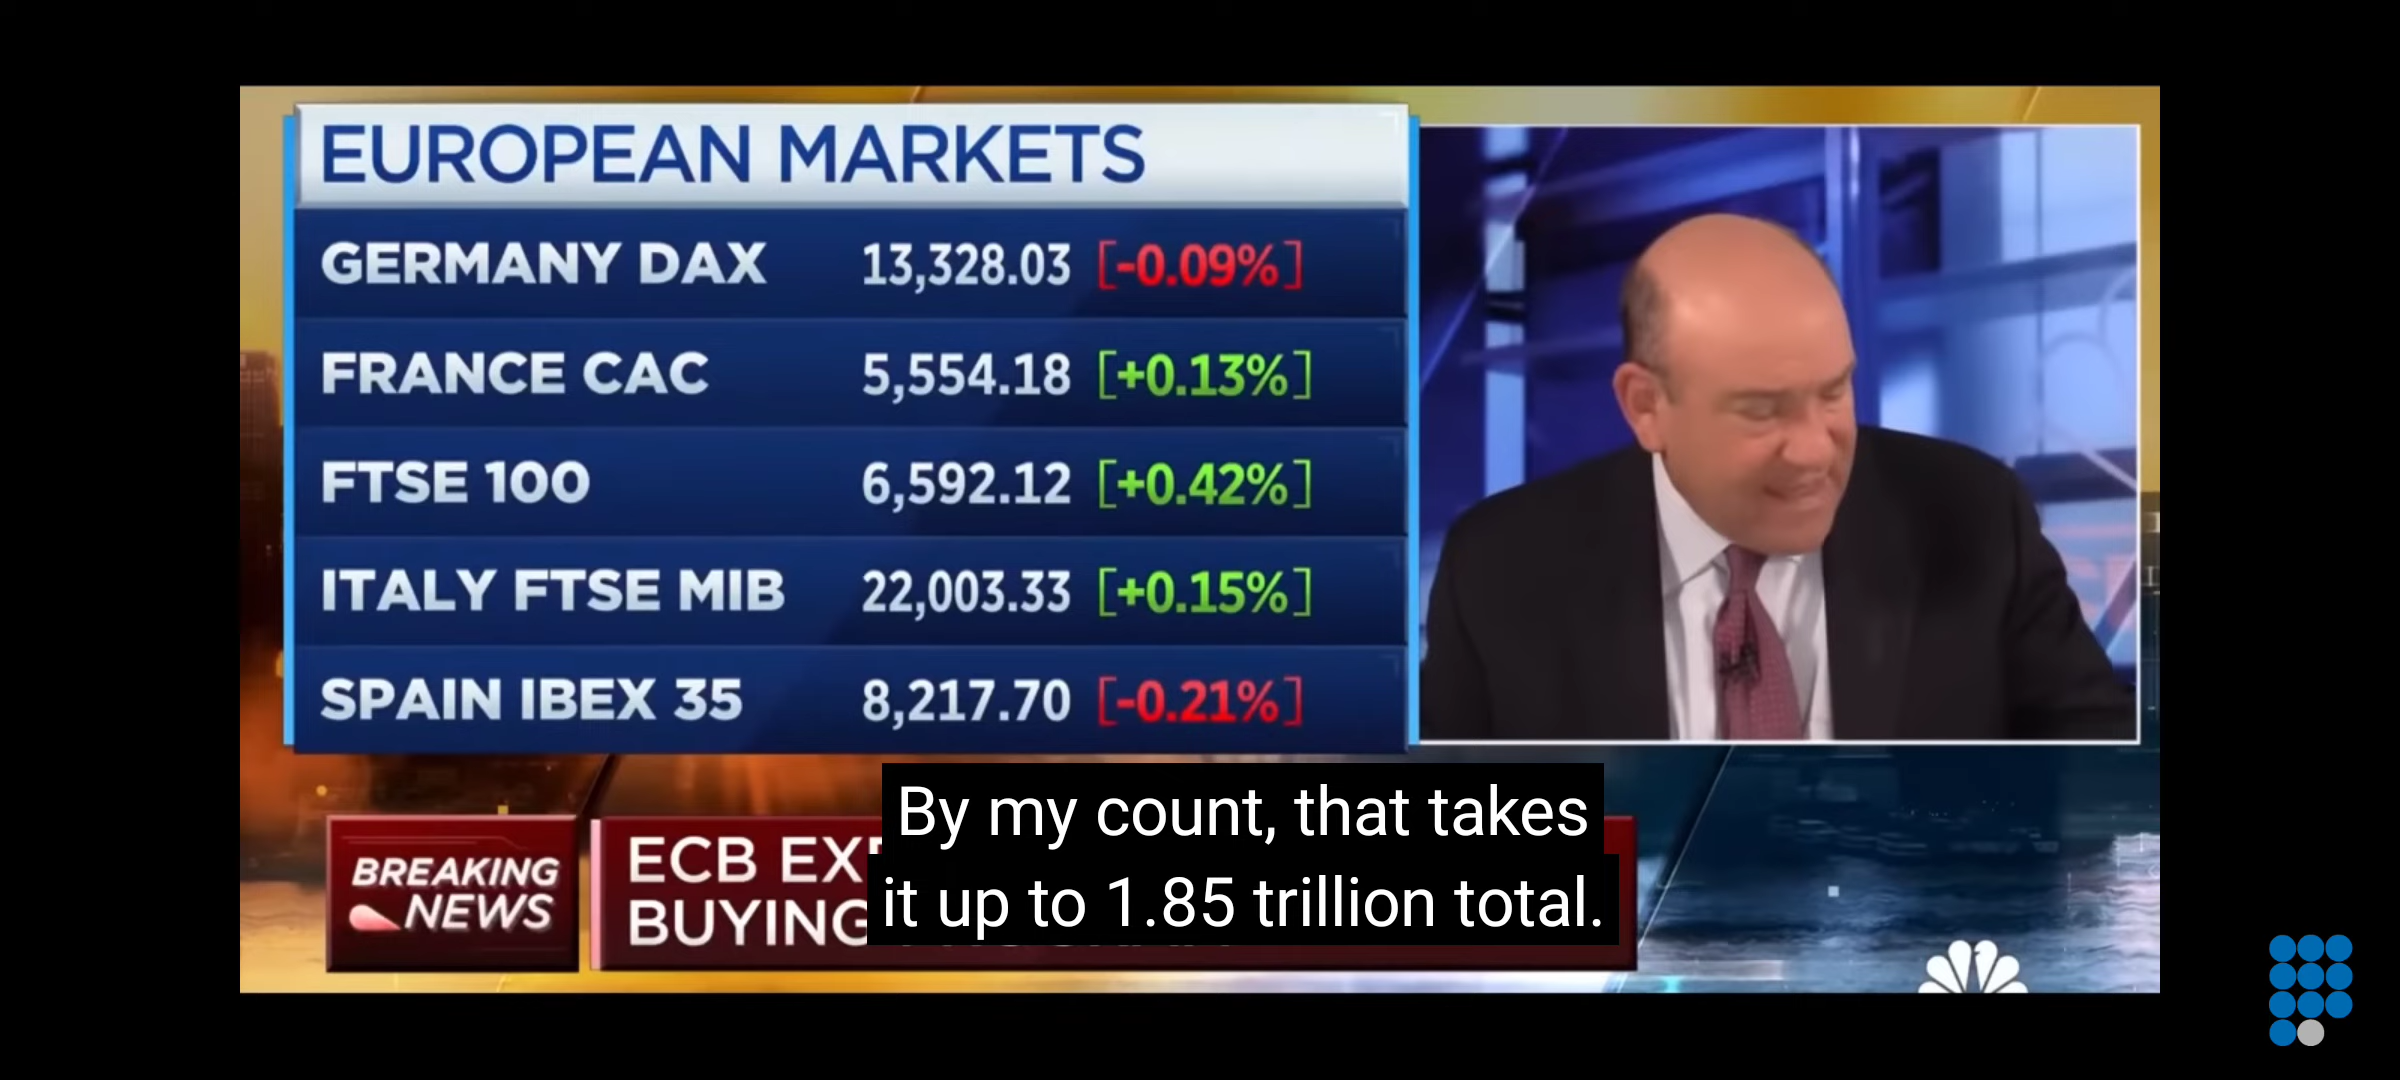 EUROPEAN MARKETS
GERMANY DAX 13,328.03 [-0.09%]
FRANCE CAC 5,554.18 [+0.13%]
FTSE 100 6,592.12 [+0.42%]
ITALY FTSE MIB 22,003.33 [+0.15%]
SPAIN IBEX 35 8,217.70 [-0.21%]
By my count, that takes
it up to 1.85 trillion total.
BREAKING
NEWS
ECB
BUYING